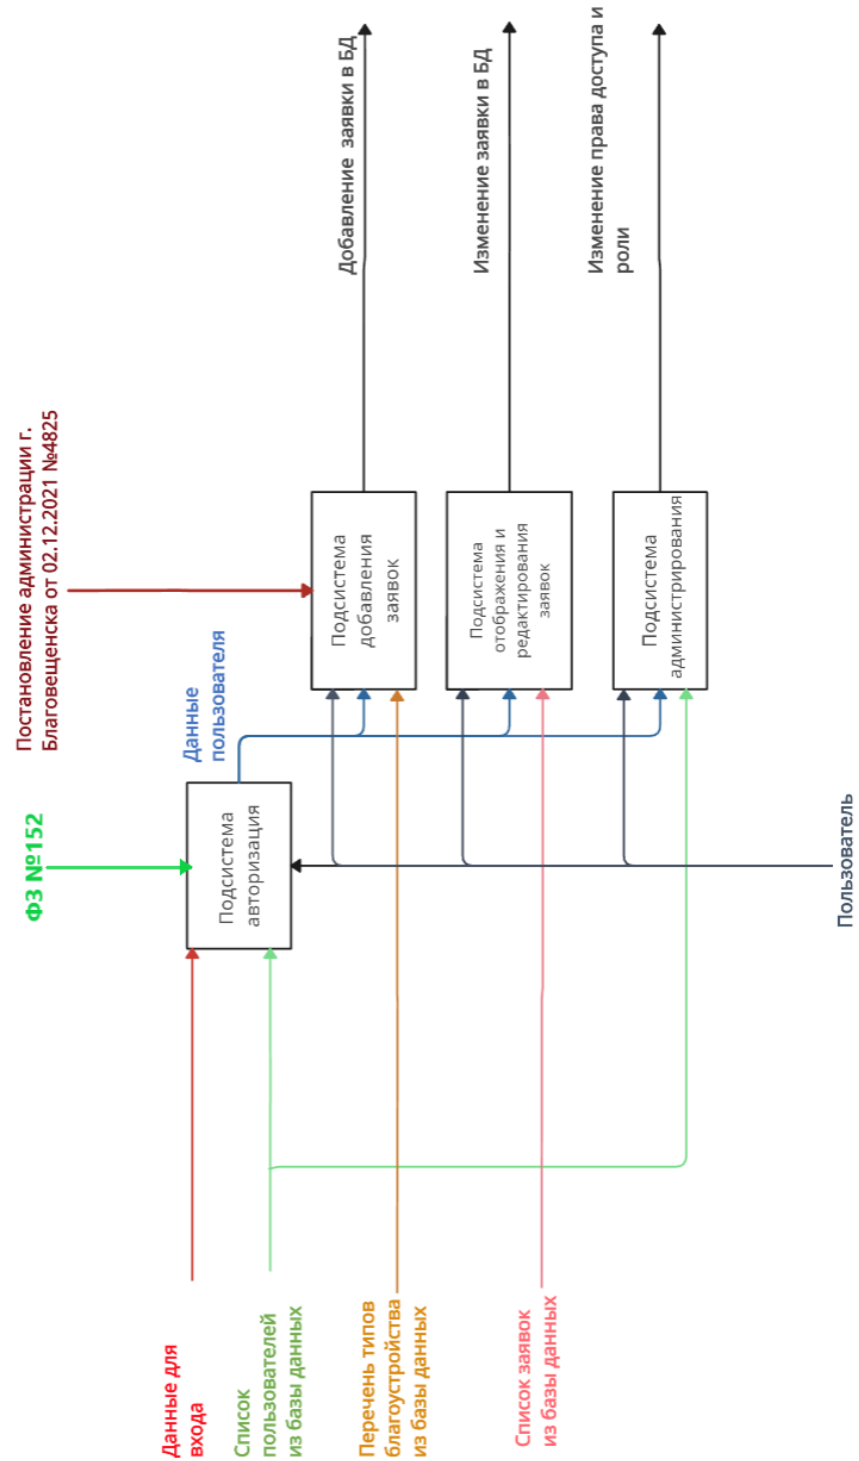 Постановление администрации г.
Благовещенска от 02.12.2021 №4825
ФЗ №152
Данные для
входа
Список
пользователей
из базы данных
Подсистема
авторизация
Данные
пользователя
Перечень типов
благоустройства
из базы данных
Подсистема
добавления
заявок
Добавление заявки в БД
Список заявок
из базы данных
Подсистема
отображения и
редактирования
заявок
Изменение заявки в БД
Подсистема
администрирования
Изменение права доступа и
роли
Пользователь